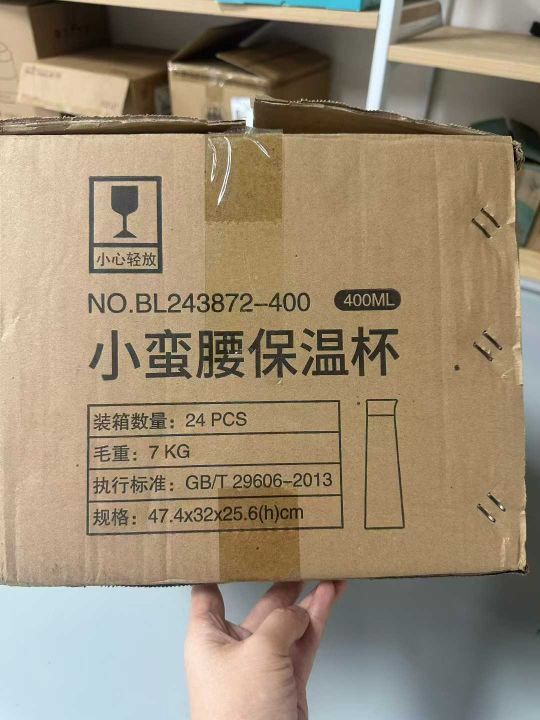 小心轻放
NO.BL243872-400 400ML
小蛮腰保温杯
装箱数量：24 PCS
毛重：7 KG
执行标准：GB/T 29606-2013
规格：47.4x32x25.6(h)cm